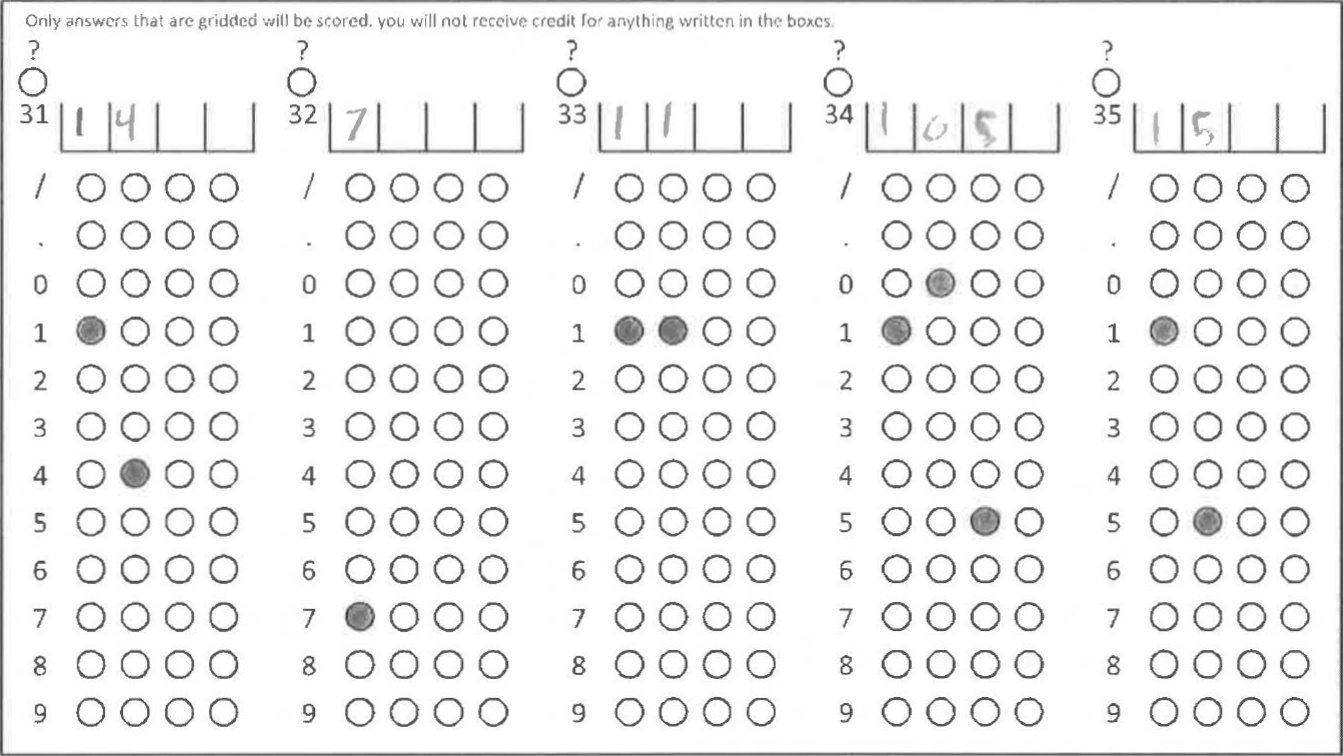 Only answers that are gridded will be scored. you will not receive credit for anything written in the boxes.
? ? ? ? ?
31 1 4 32 7 33 1 1 34 1 0 5 35 1 5
/ / / / /
. . . . .
0 0 0 0 0
1 1 1 1 1
2 2 2 2 2
3 3 3 3 3
4 4 4 4 4
5 5 5 5 5
6 6 6 6 6
7 7 7 7 7
8 8 8 8 8
9 9 9 9 9